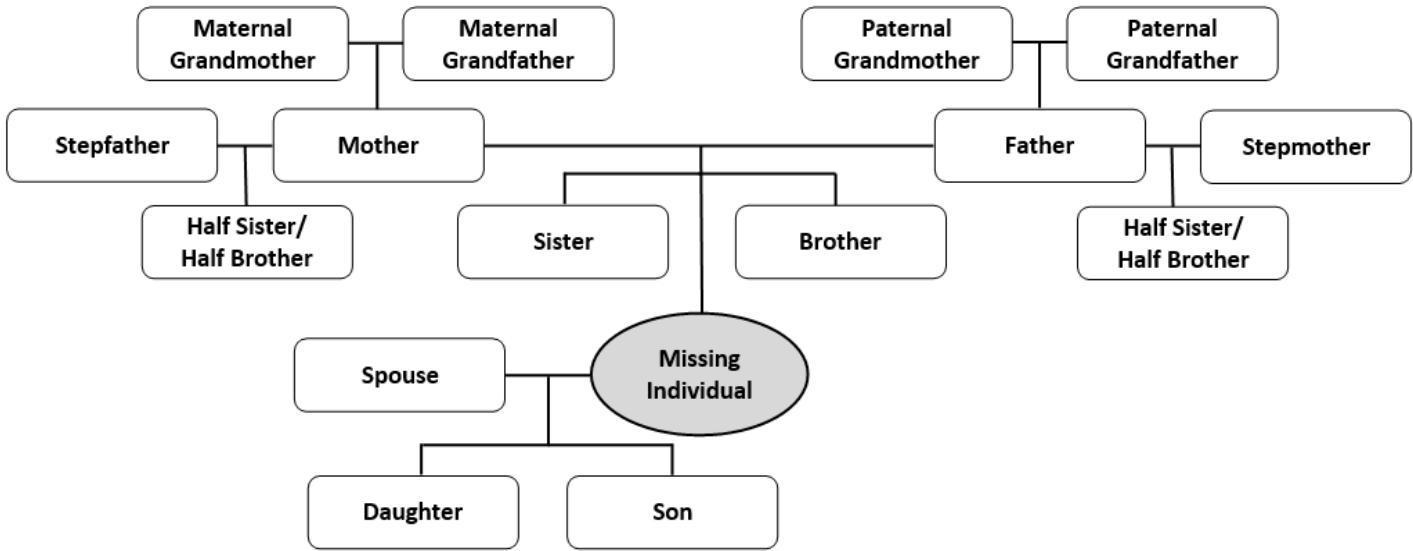 Maternal
Grandmother
Maternal
Grandfather
Paternal
Grandmother
Paternal
Grandfather
Stepfather
Mother
Father
Stepmother
Half Sister/
Half Brother
Sister
Brother
Half Sister/
Half Brother
Spouse
Missing
Individual
Daughter
Son